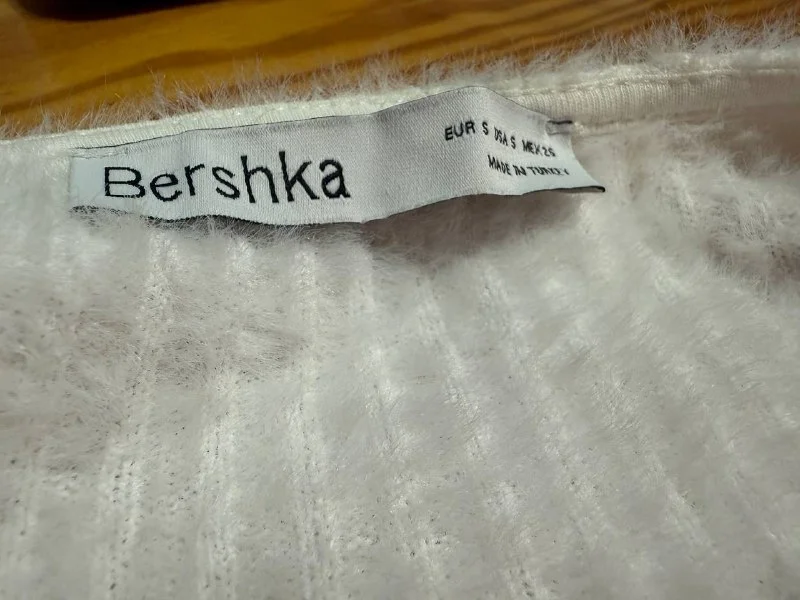 Bershka
EUR S USA S MEX 26
MADE IN TURKEY